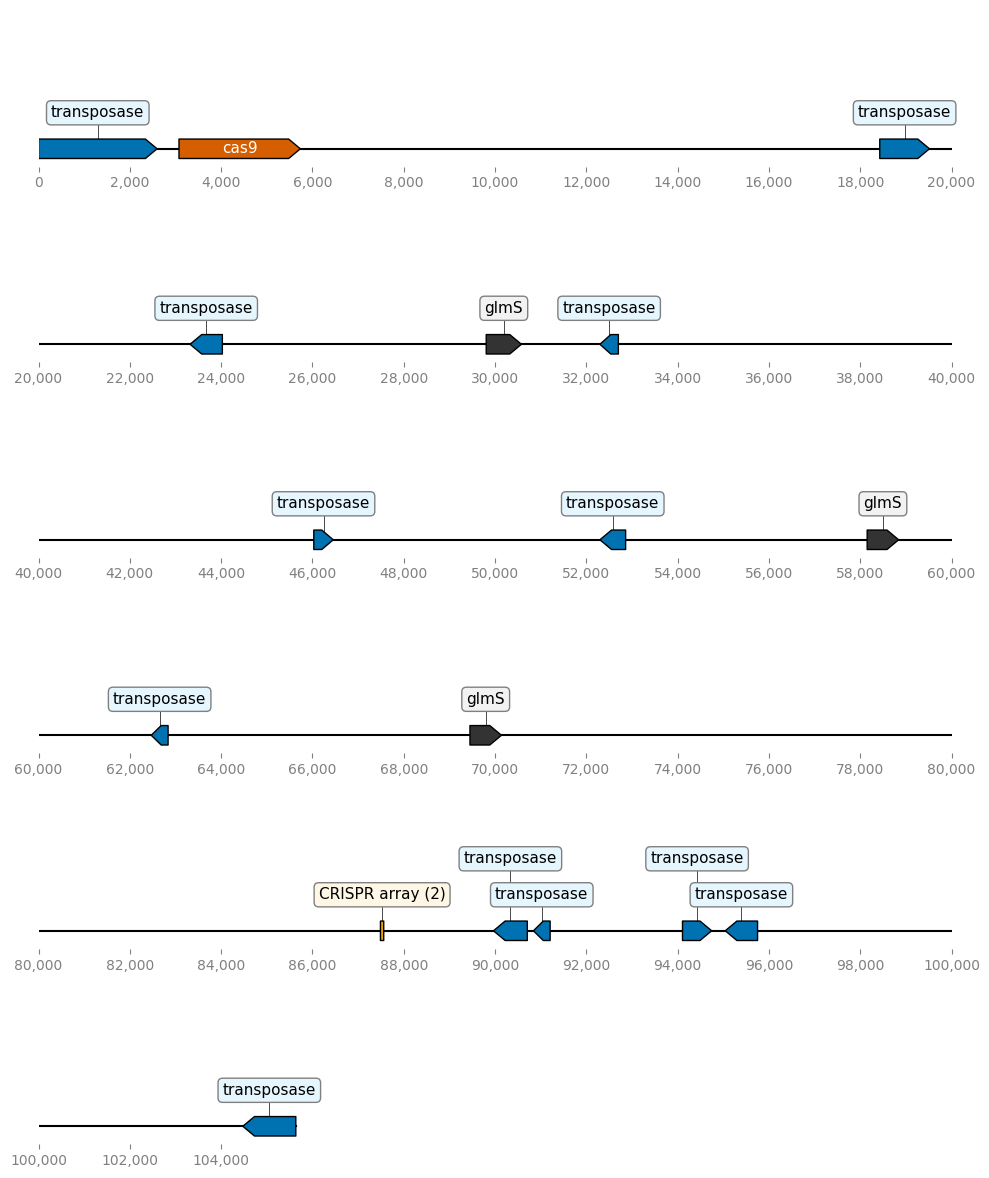 transposase transposase
cas9
0 2,000 4,000 6,000 8,000 10,000 12,000 14,000 16,000 18,000 20,000
transposase glmS transposase
20,000 22,000 24,000 26,000 28,000 30,000 32,000 34,000 36,000 38,000 40,000
transposase transposase glmS
40,000 42,000 44,000 46,000 48,000 50,000 52,000 54,000 56,000 58,000 60,000
transposase glmS
60,000 62,000 64,000 66,000 68,000 70,000 72,000 74,000 76,000 78,000 80,000
transposase transposase
CRISPR array (2) transposase transposase
80,000 82,000 84,000 86,000 88,000 90,000 92,000 94,000 96,000 98,000 100,000
transposase
100,000 102,000 104,000